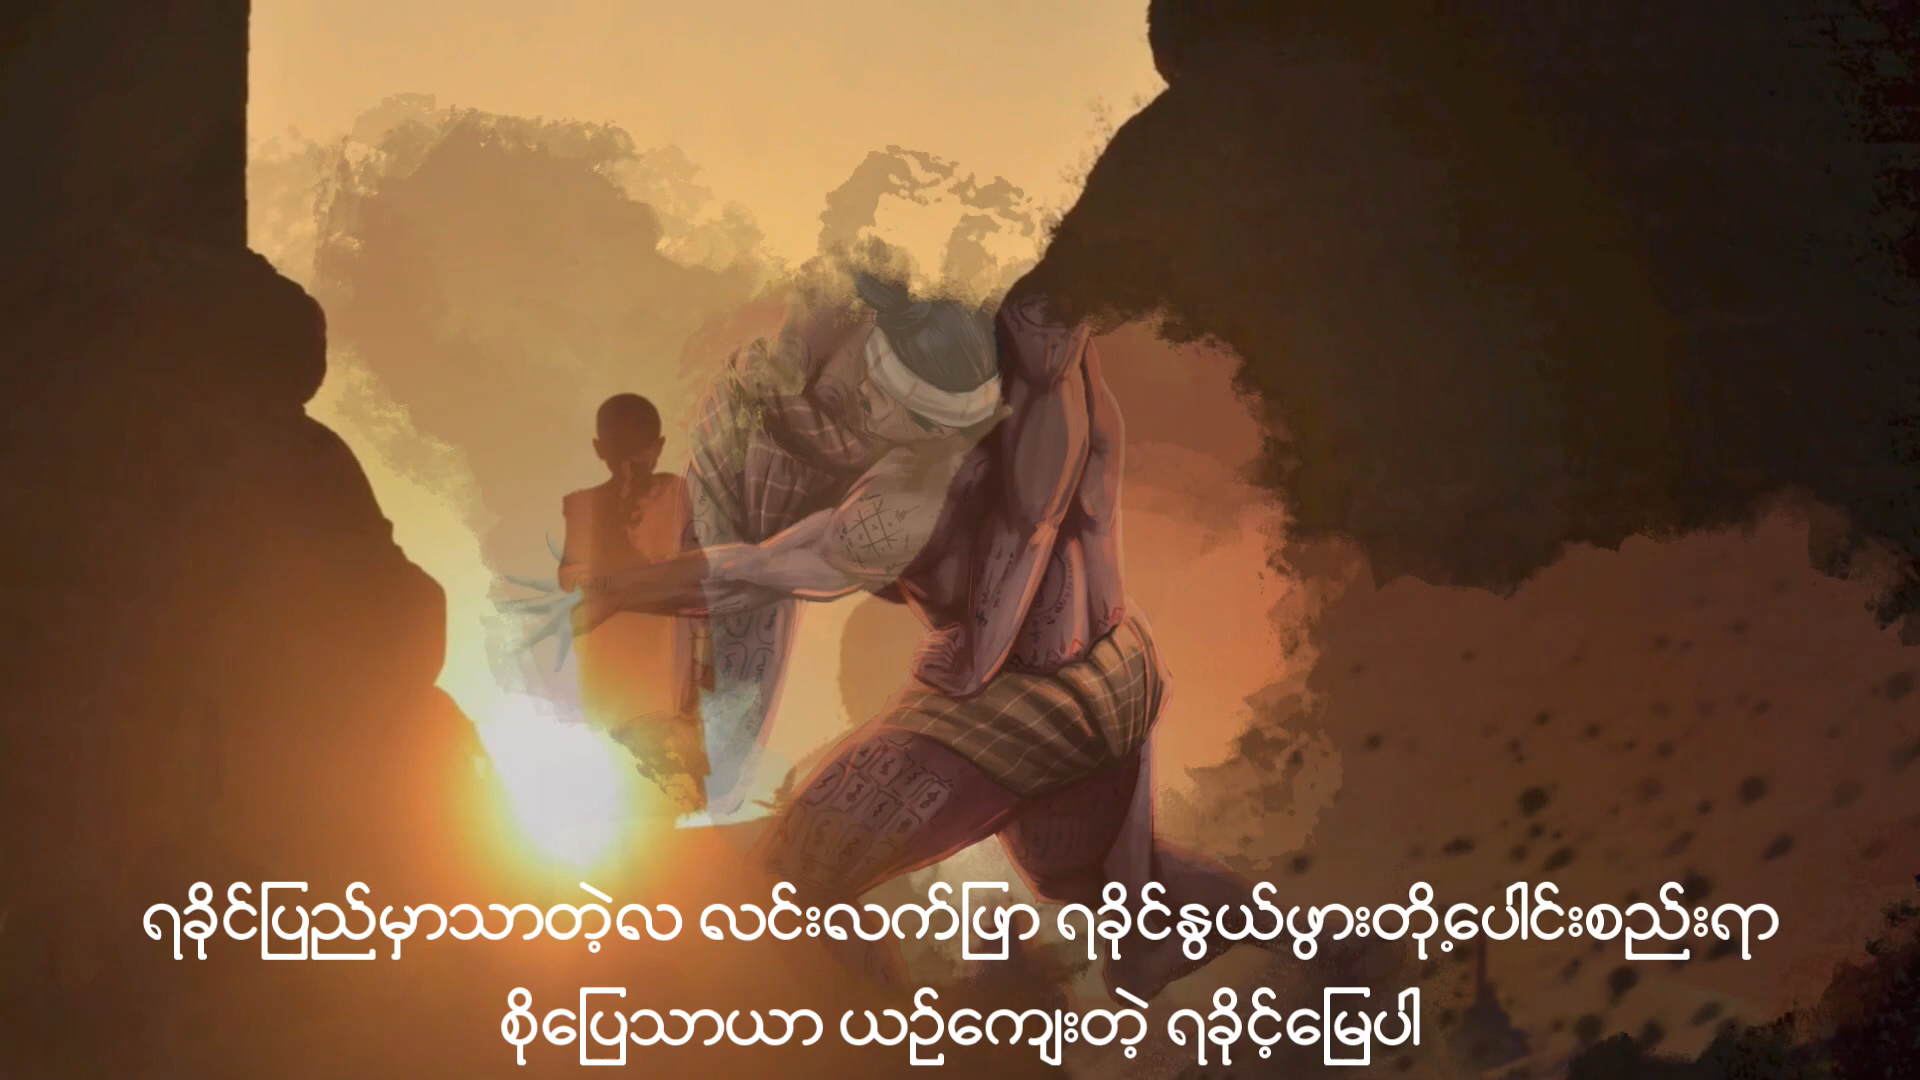 ရခိုင်ပြည်မှာသာတဲ့လ လင်းလက်ဖြာ ရခိုင်နွယ်ဖွားတို့ပေါင်းစည်းရာ
စိုပြေသာယာ ယဉ်ကျေးတဲ့ ရခိုင့်မြေပါ